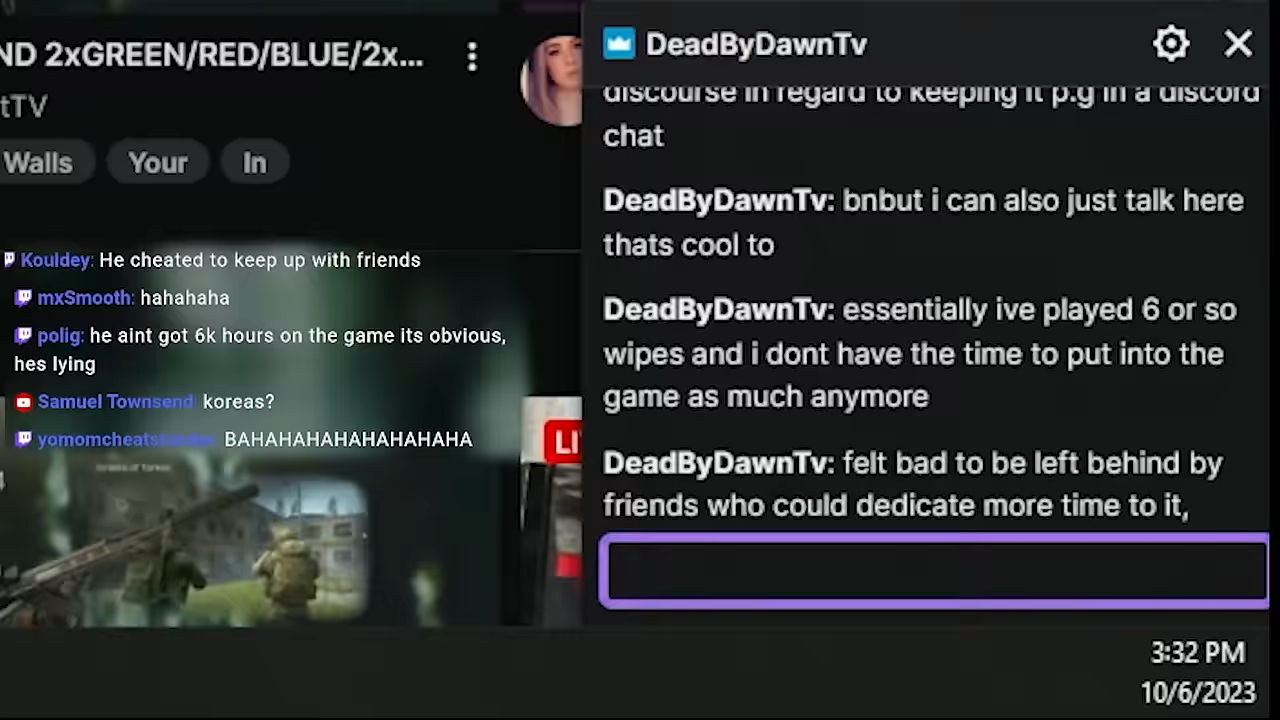 ND 2xGREEN/RED/BLUE/2x...
tTV
Walls
Your
In
Kouldey: He cheated to keep up with friends
mxSmooth: hahahaha
polig: he aint got 6k hours on the game its obvious,
hes lying
Samuel Townsend koreas?
BAHAHAHAHAHAHAHAHA
LI
DeadByDawnTv
discourse in regard to keeping it p.g in a discord
chat
DeadByDawnTv: bnbut i can also just talk here
thats cool to
DeadByDawnTv: essentially ive played 6 or so
wipes and i dont have the time to put into the
game as much anymore
DeadByDawnTv: felt bad to be left behind by
friends who could dedicate more time to it,
3:32 PM
10/6/2023